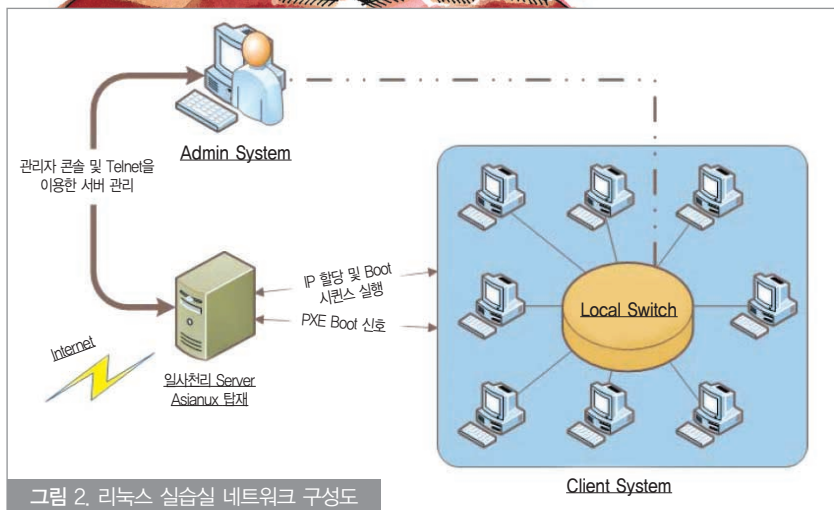 Admin System
관리자 콘솔 및 Telnet을
이용한 서버 관리
IP 할당 및 Boot
시퀀스 실행
PXE Boot 신호
Local Switch
Internet
일사천리 Server
Asianux 탑재
Client System
그림 2. 리눅스 실습실 네트워크 구성도